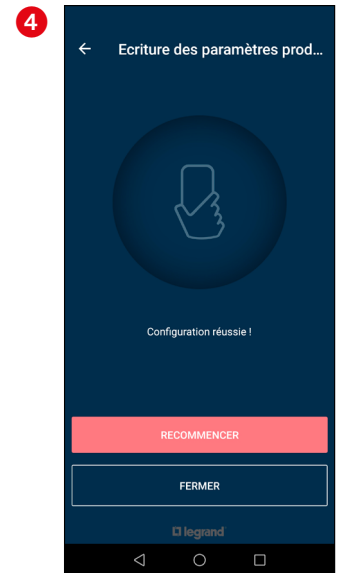 4
Ecriture des paramètres prod...
Configuration réussie !
RECOMMENCER
FERMER
legrand